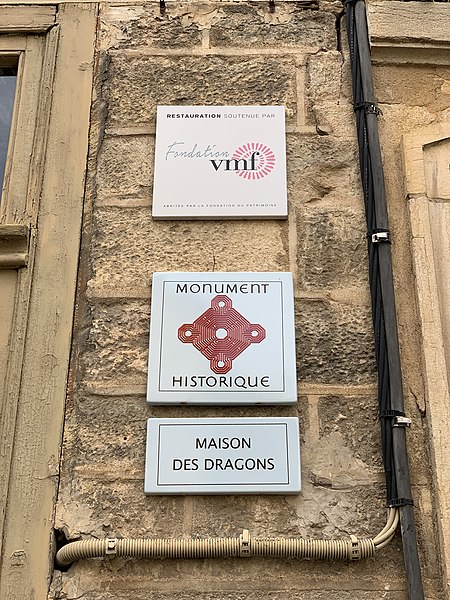 RESTAURATION SOUTENUE PAR
Fondation
vmf
ABRITÉE PAR LA FONDATION DU PATRIMOINE
MONUMENT
HISTORIQUE
MAISON
DES DRAGONS